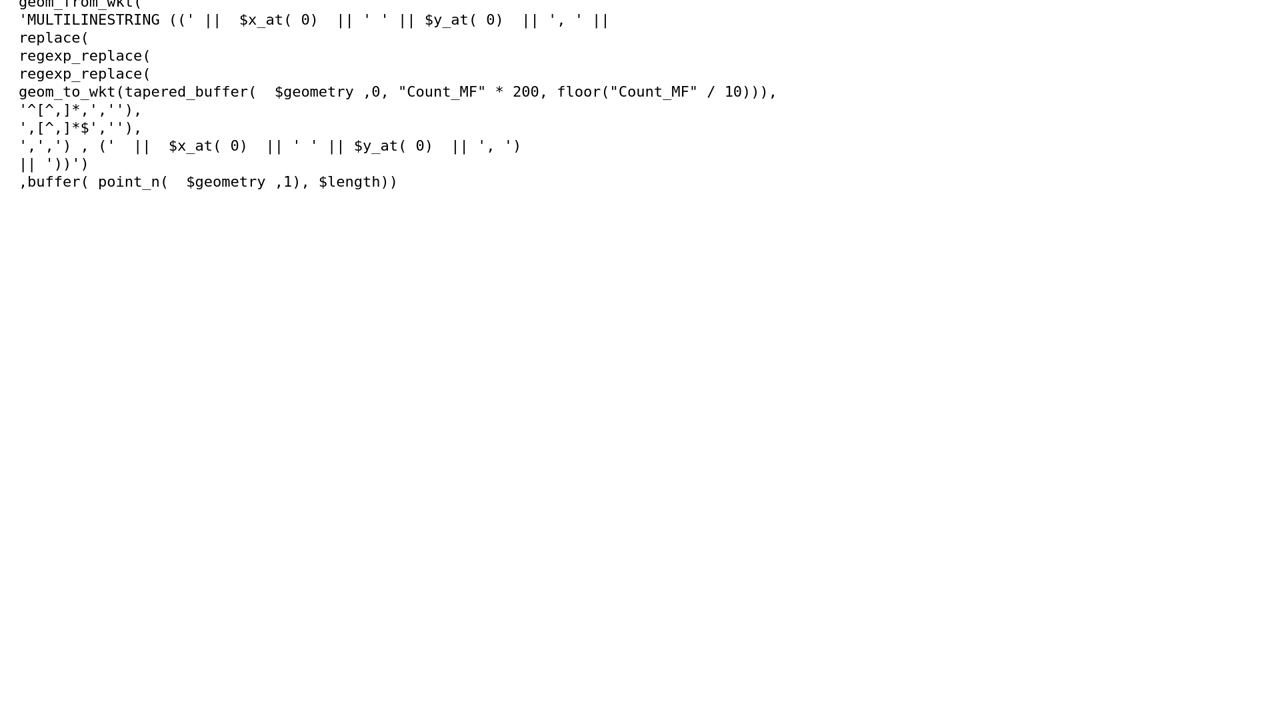 geom_from_wkt(
'MULTILINESTRING ((' ||  $x_at( 0)  || ' ' || $y_at( 0)  || ', ' ||
replace(
regexp_replace(
regexp_replace(
geom_to_wkt(tapered_buffer(  $geometry ,0, "Count_MF" * 200, floor("Count_MF" / 10))),
'^[^,]*,',''),
',[^,]*$',''),
',',') , ('  ||  $x_at( 0)  || ' ' || $y_at( 0)  || ', ')
|| '))')
,buffer( point_n(  $geometry ,1), $length))